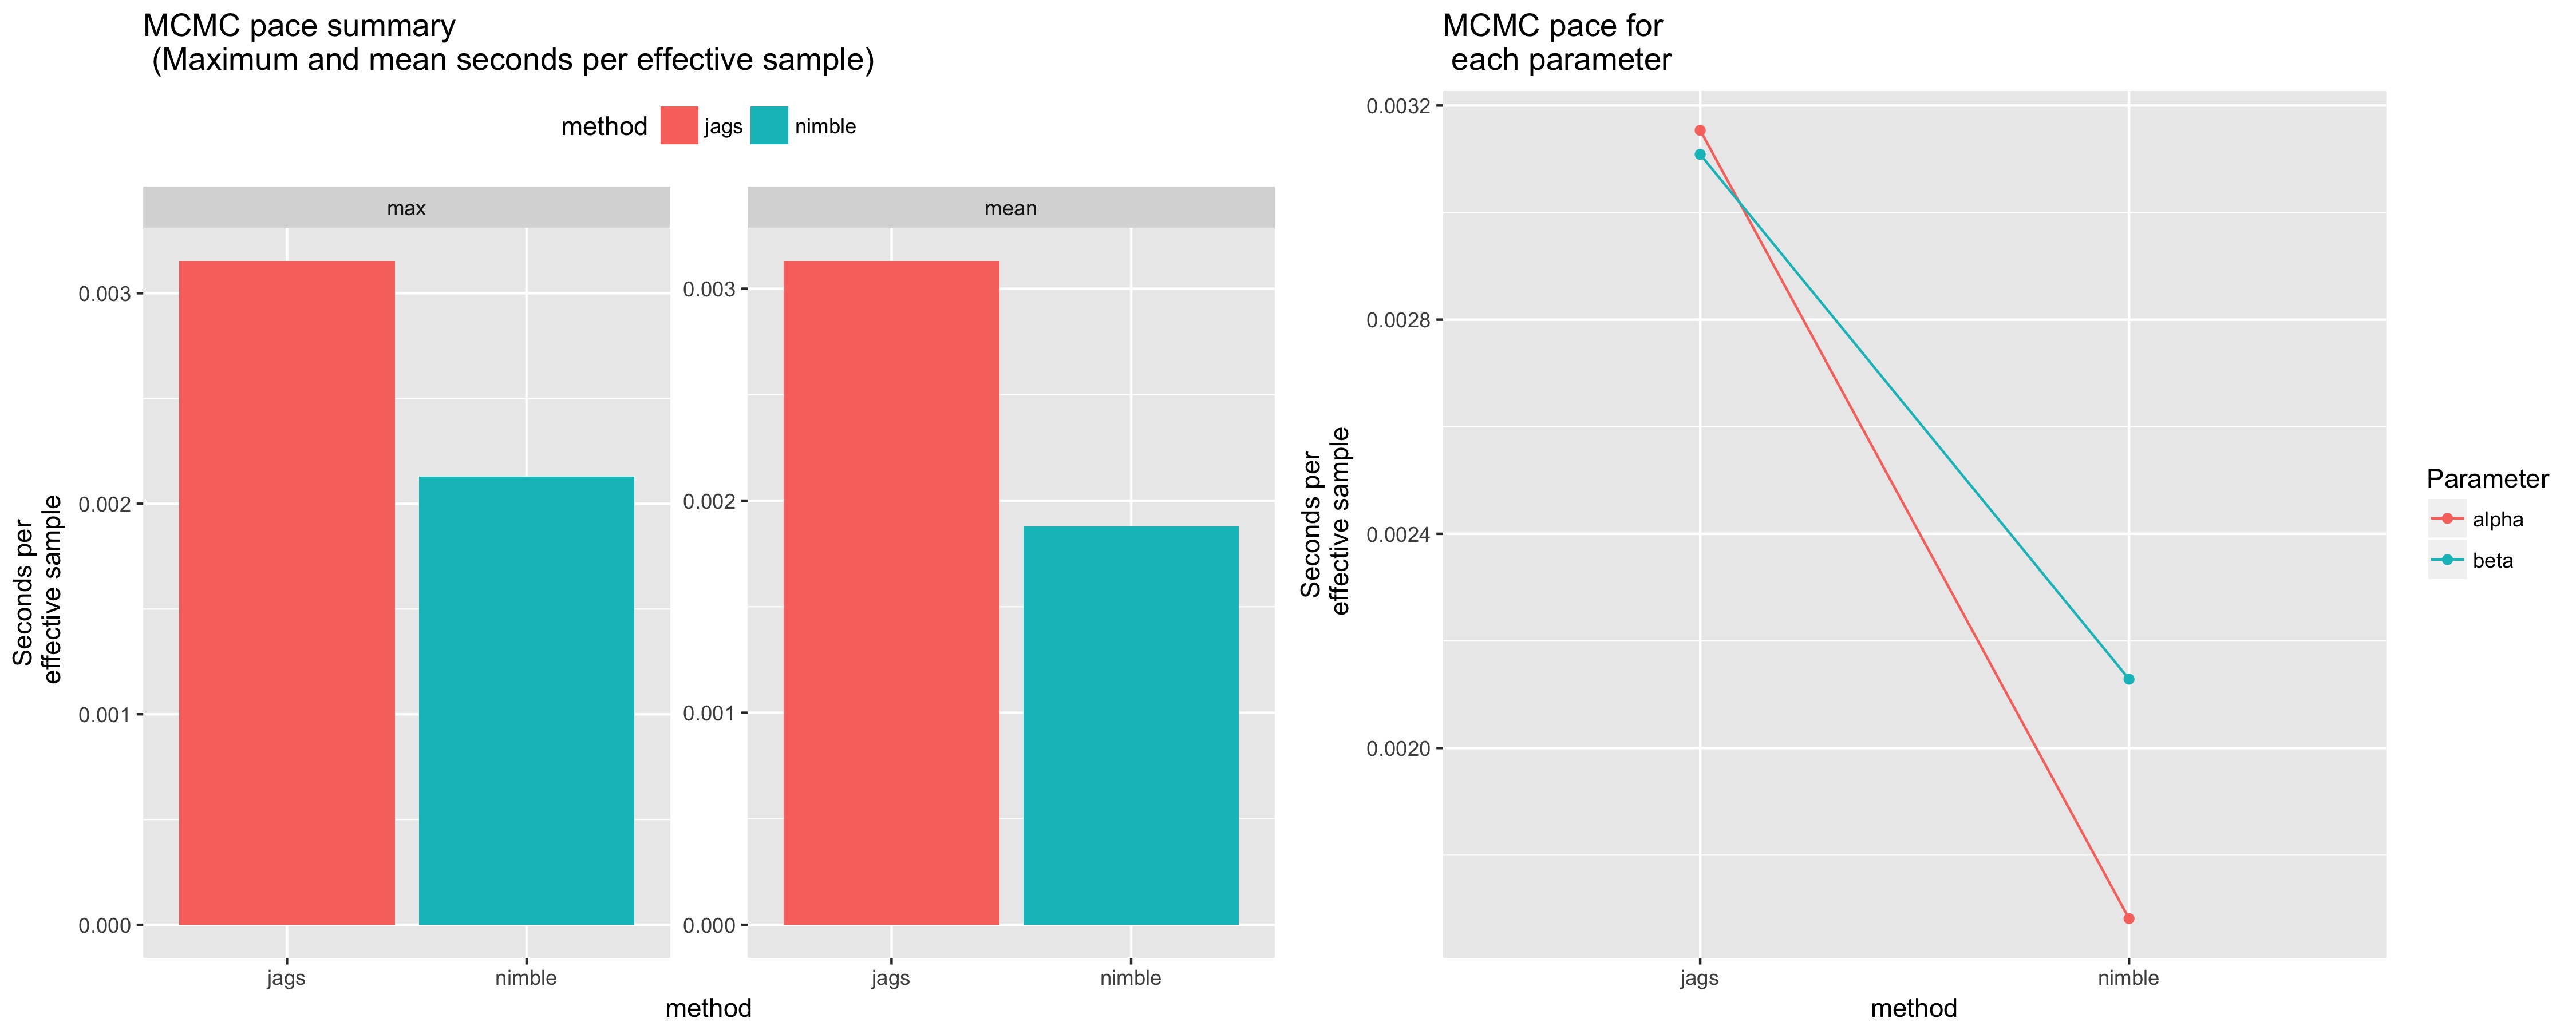 MCMC pace summary
(Maximum and mean seconds per effective sample)
method jags nimble
max
mean
Seconds per
effective sample
0.003
0.002
0.001
0.000
0.003
0.002
0.001
0.000
jags nimble
jags nimble
method
MCMC pace for
each parameter
Seconds per
effective sample
0.0032
0.0028
0.0024
0.0020
jags nimble
method
Parameter
alpha
beta